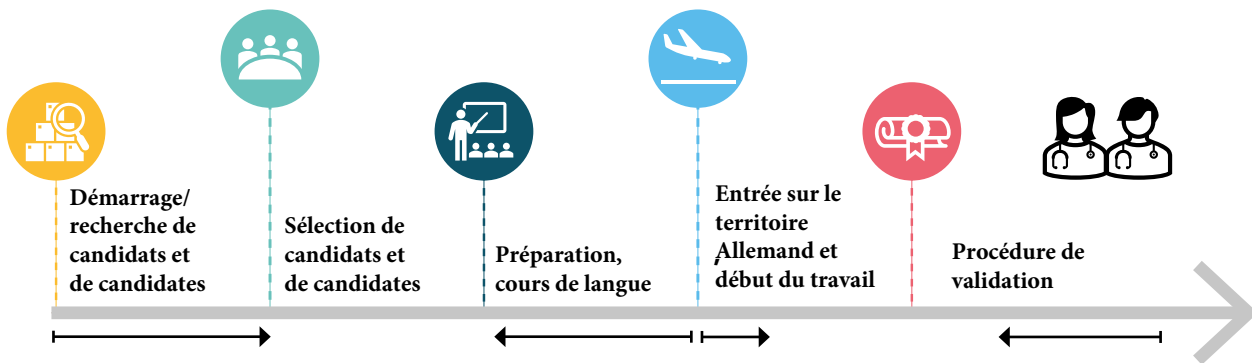 Démarrage/
recherche de
candidats et
de candidates
Sélection de
candidats et
de candidates
Préparation,
cours de langue
Entrée sur le
territoire
Allemand et
début du travail
Procédure de
validation